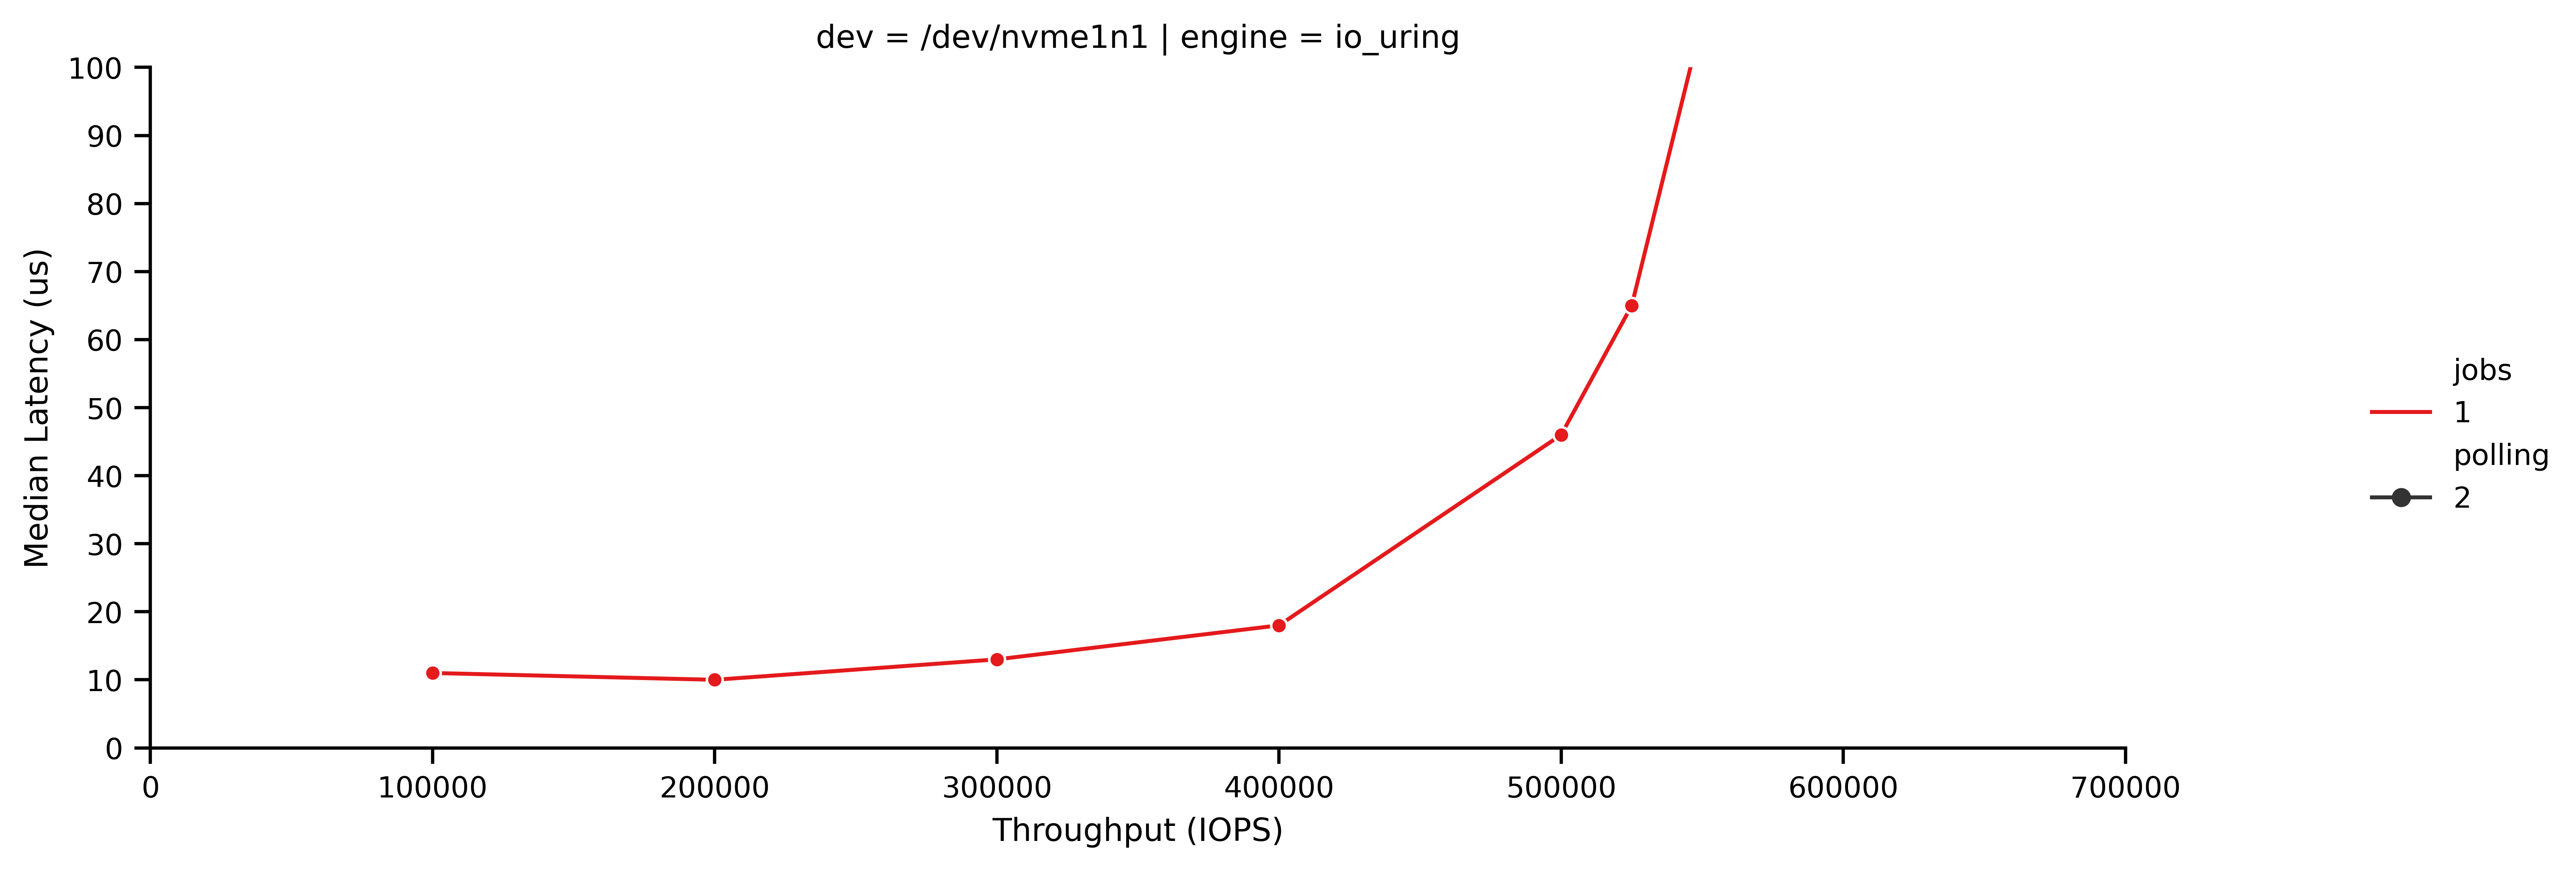 dev = /dev/nvme1n1 | engine = io_uring
100
90
80
70
60
50
40
30
20
10
0
Median Latency (us)
0 100000 200000 300000 400000 500000 600000 700000
Throughput (IOPS)
jobs
1
polling
2